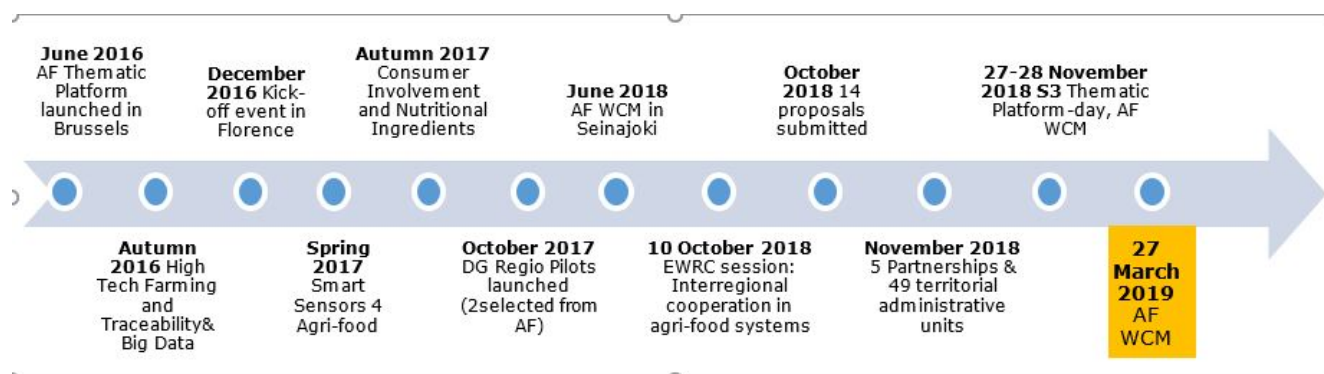 June 2016
AF Thematic
Platform
launched in
Brussels
Autumn
2016 High
Tech Farming
and
Traceability&
Big Data
December
2016 Kick-
off event in
Florence
Spring
2017
Smart
Sensors 4
Agri-food
Autumn 2017
Consumer
Involvement
and Nutritional
Ingredients
October 2017
DG Regio Pilots
launched
(2selected from
AF)
June 2018
AF WCM in
Seinajoki
10 October 2018
EWRC session:
Interregional
cooperation in
agri-food systems
October
2018 14
proposals
submitted
November 2018
5 Partnerships &
49 territorial
administrative
units
27-28 November
2018 S3 Thematic
Platform-day, AF
WCM
27
March
2019
AF
WCM